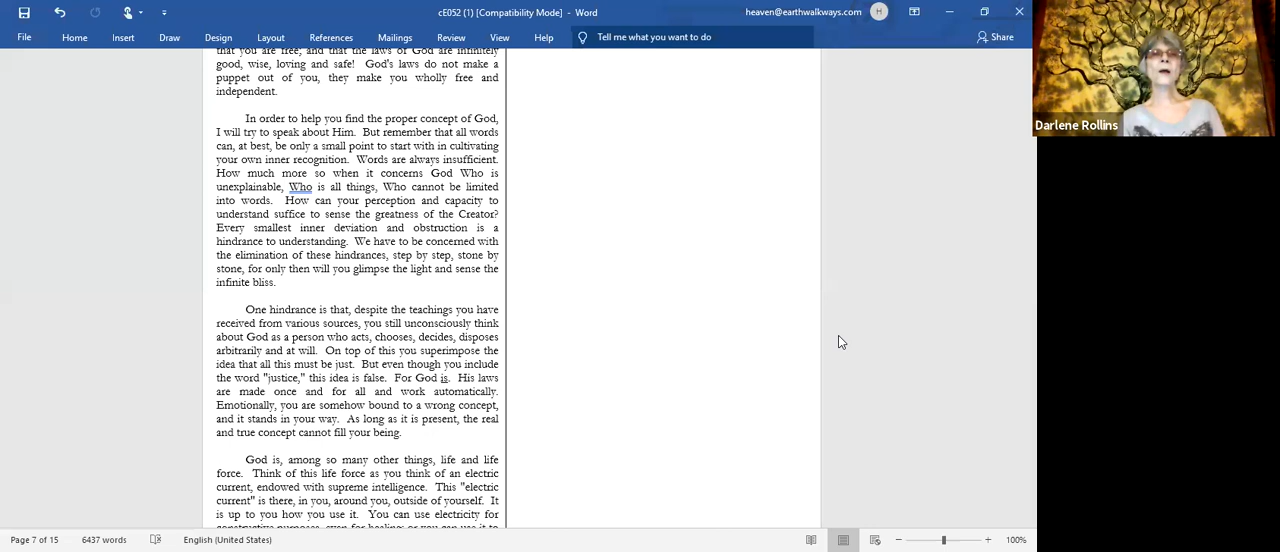 cE052 (1) [Compatibility Mode] - Word
heaven@earthwalkways.com
H
File Home Insert Draw Design Layout References Mailings Review View Help Tell me what you want to do Share
that you are free; and that the laws of God are infinitely
good, wise, loving and safe! God's laws do not make a
puppet out of you, they make you wholly free and
independent.
In order to help you find the proper concept of God,
I will try to speak about Him. But remember that all words
can, at best, be only a small point to start with in cultivating
your own inner recognition. Words are always insufficient.
How much more so when it concerns God Who is
unexplainable, Who is all things, Who cannot be limited
into words. How can your perception and capacity to
understand suffice to sense the greatness of the Creator?
Every smallest inner deviation and obstruction is a
hindrance to understanding. We have to be concerned with
the elimination of these hindrances, step by step, stone by
stone, for only then will you glimpse the light and sense the
infinite bliss.
One hindrance is that, despite the teachings you have
received from various sources, you still unconsciously think
about God as a person who acts, chooses, decides, disposes
arbitrarily and at will. On top of this you superimpose the
idea that all this must be just. But even though you include
the word "justice," this idea is false. For God is. His laws
are made once and for all and work automatically.
Emotionally, you are somehow bound to a wrong concept,
and it stands in your way. As long as it is present, the real
and true concept cannot fill your being.
God is, among so many other things, life and life
force. Think of this life force as you think of an electric
current, endowed with supreme intelligence. This "electric
current" is there, in you, around you, outside of yourself. It
is up to you how you use it. You can use electricity for
constructive purposes, even for healing; or you can use it to
Page 7 of 15 6437 words English (United States) 100%
Darlene Rollins